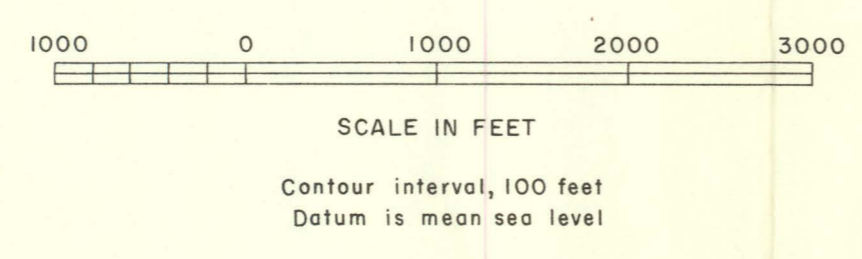 1000 0 1000 2000 3000
SCALE IN FEET
Contour interval, 100 feet
Datum is mean sea level